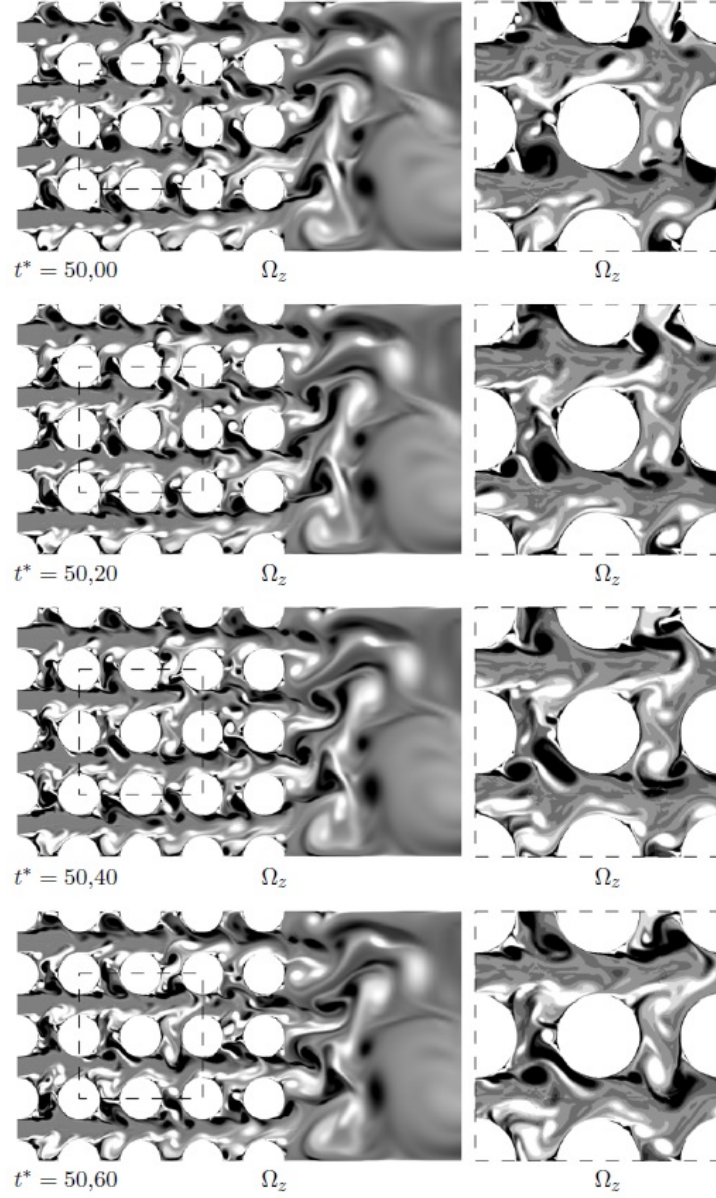 t* = 50,00 Ω_z Ω_z
t* = 50,20 Ω_z Ω_z
t* = 50,40 Ω_z Ω_z
t* = 50,60 Ω_z Ω_z